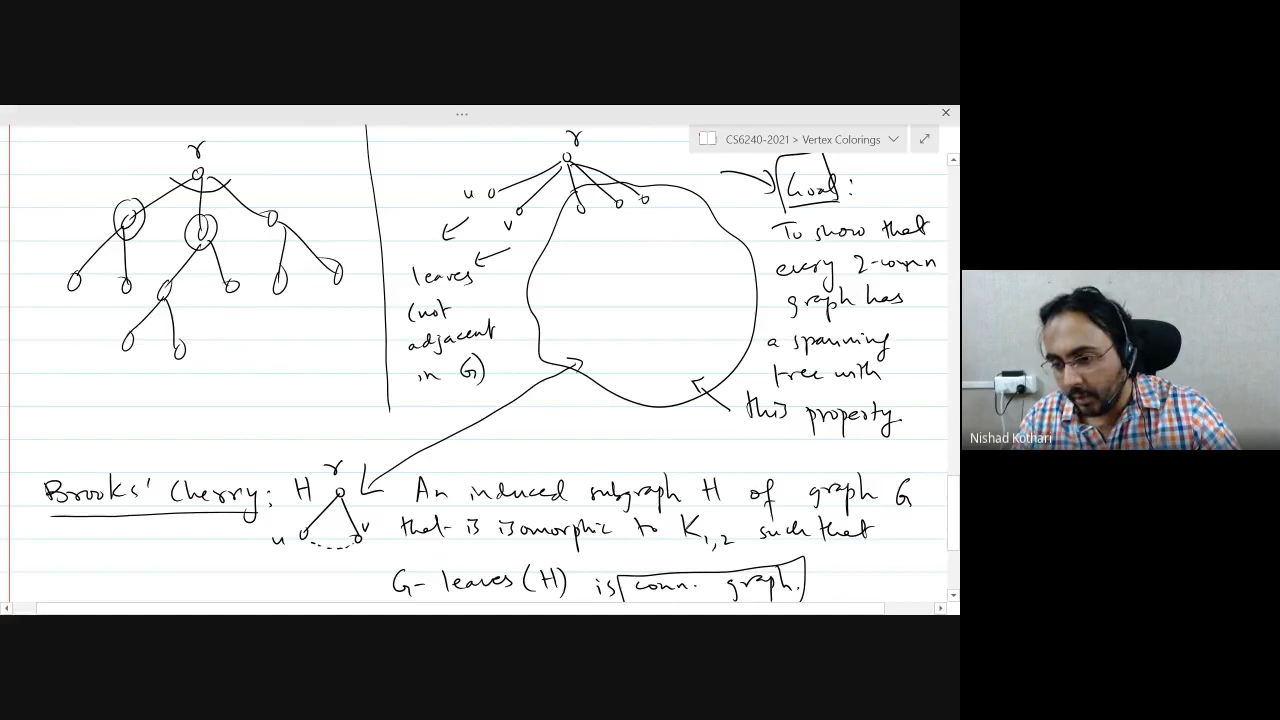 CS6240-2021 > Vertex Colorings
r
r
u
v
leaves
(not
adjacent
in G)
Goal:
To show that
every 2-conn
graph has
a spanning
tree with
this property
Brooks' Cherry: H
r
u
v
An induced subgraph H of graph G
that is isomorphic to K1,2 such that
G- leaves(H) is conn. graph.
Nishad Kothari